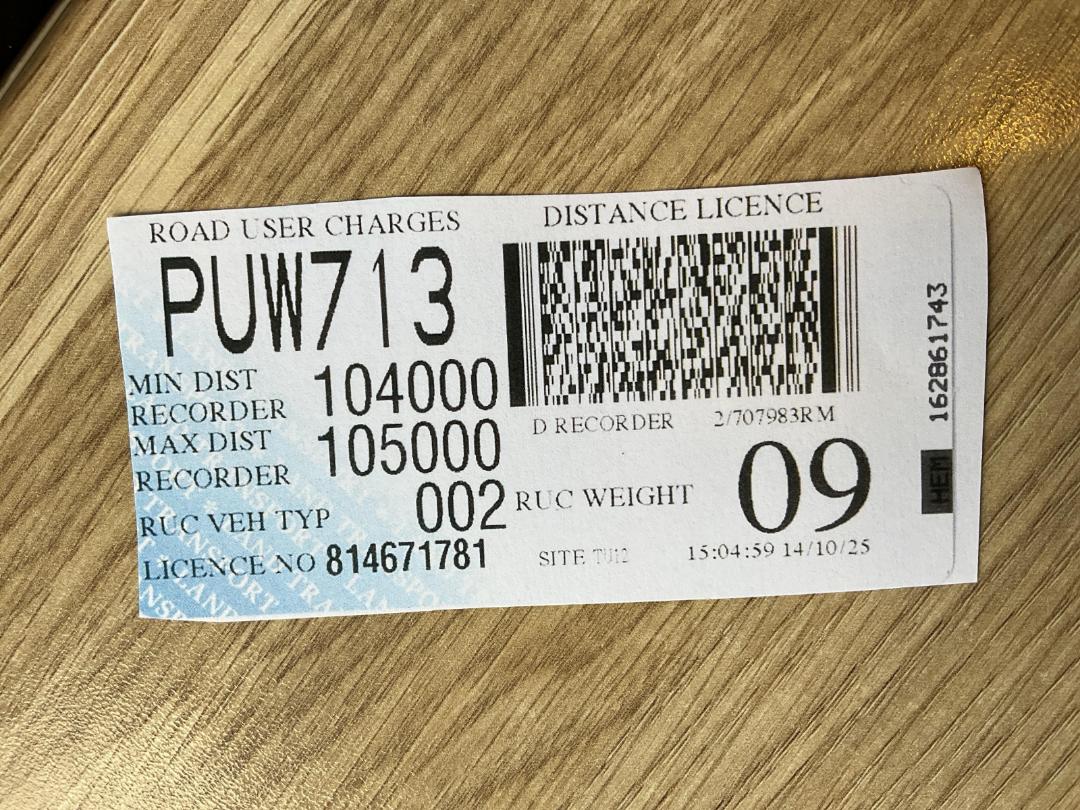 ROAD USER CHARGES
DISTANCE LICENCE
PUW713
MIN DIST
RECORDER 104000
MAX DIST
RECORDER 105000
D RECORDER 2/707983RM
RUC VEH TYP 002
RUC WEIGHT 09
LICENCE NO 814671781
SITE TU12 15:04:59 14/10/25
162861743
HEM